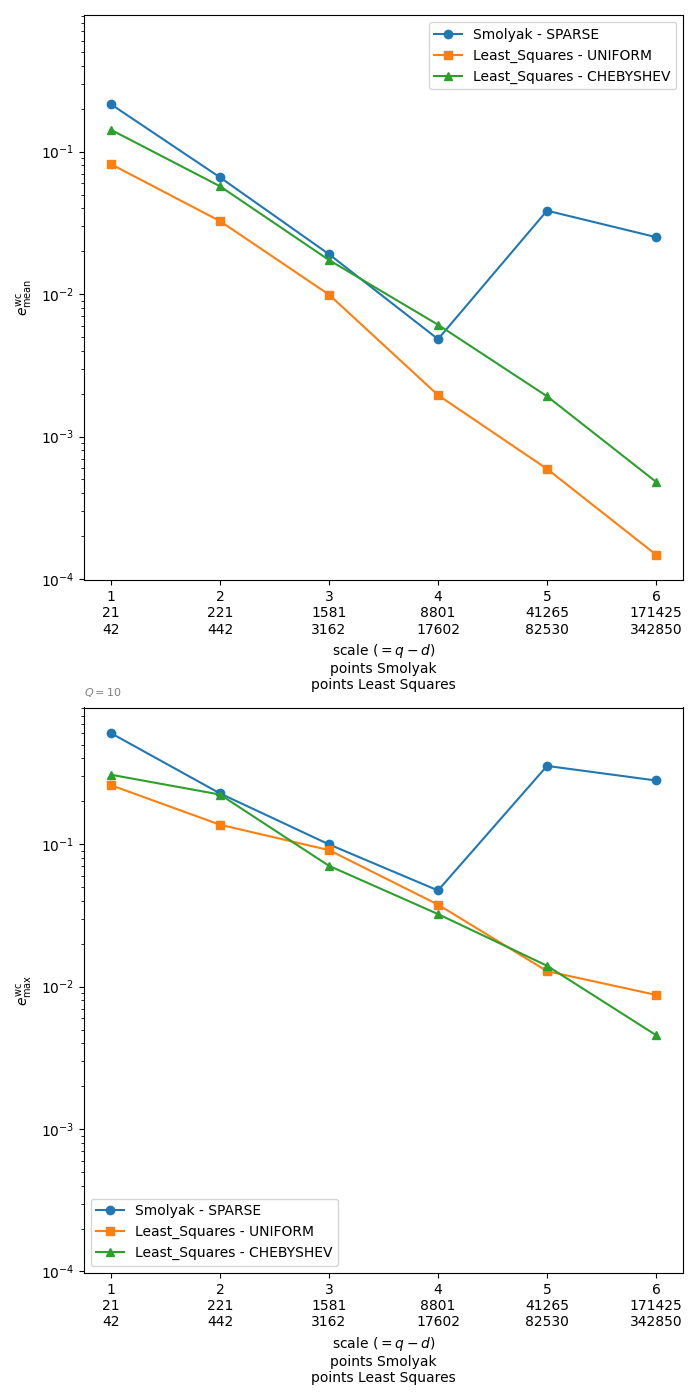 Smolyak - SPARSE
Least_Squares - UNIFORM
Least_Squares - CHEBYSHEV
10⁻¹
10⁻²
10⁻³
10⁻⁴
e^wc_mean
1 2 3 4 5 6
21 221 1581 8801 41265 171425
42 442 3162 17602 82530 342850
scale (= q − d)
points Smolyak
points Least Squares
Q = 10
10⁻¹
10⁻²
10⁻³
10⁻⁴
e^wc_max
Smolyak - SPARSE
Least_Squares - UNIFORM
Least_Squares - CHEBYSHEV
1 2 3 4 5 6
21 221 1581 8801 41265 171425
42 442 3162 17602 82530 342850
scale (= q − d)
points Smolyak
points Least Squares